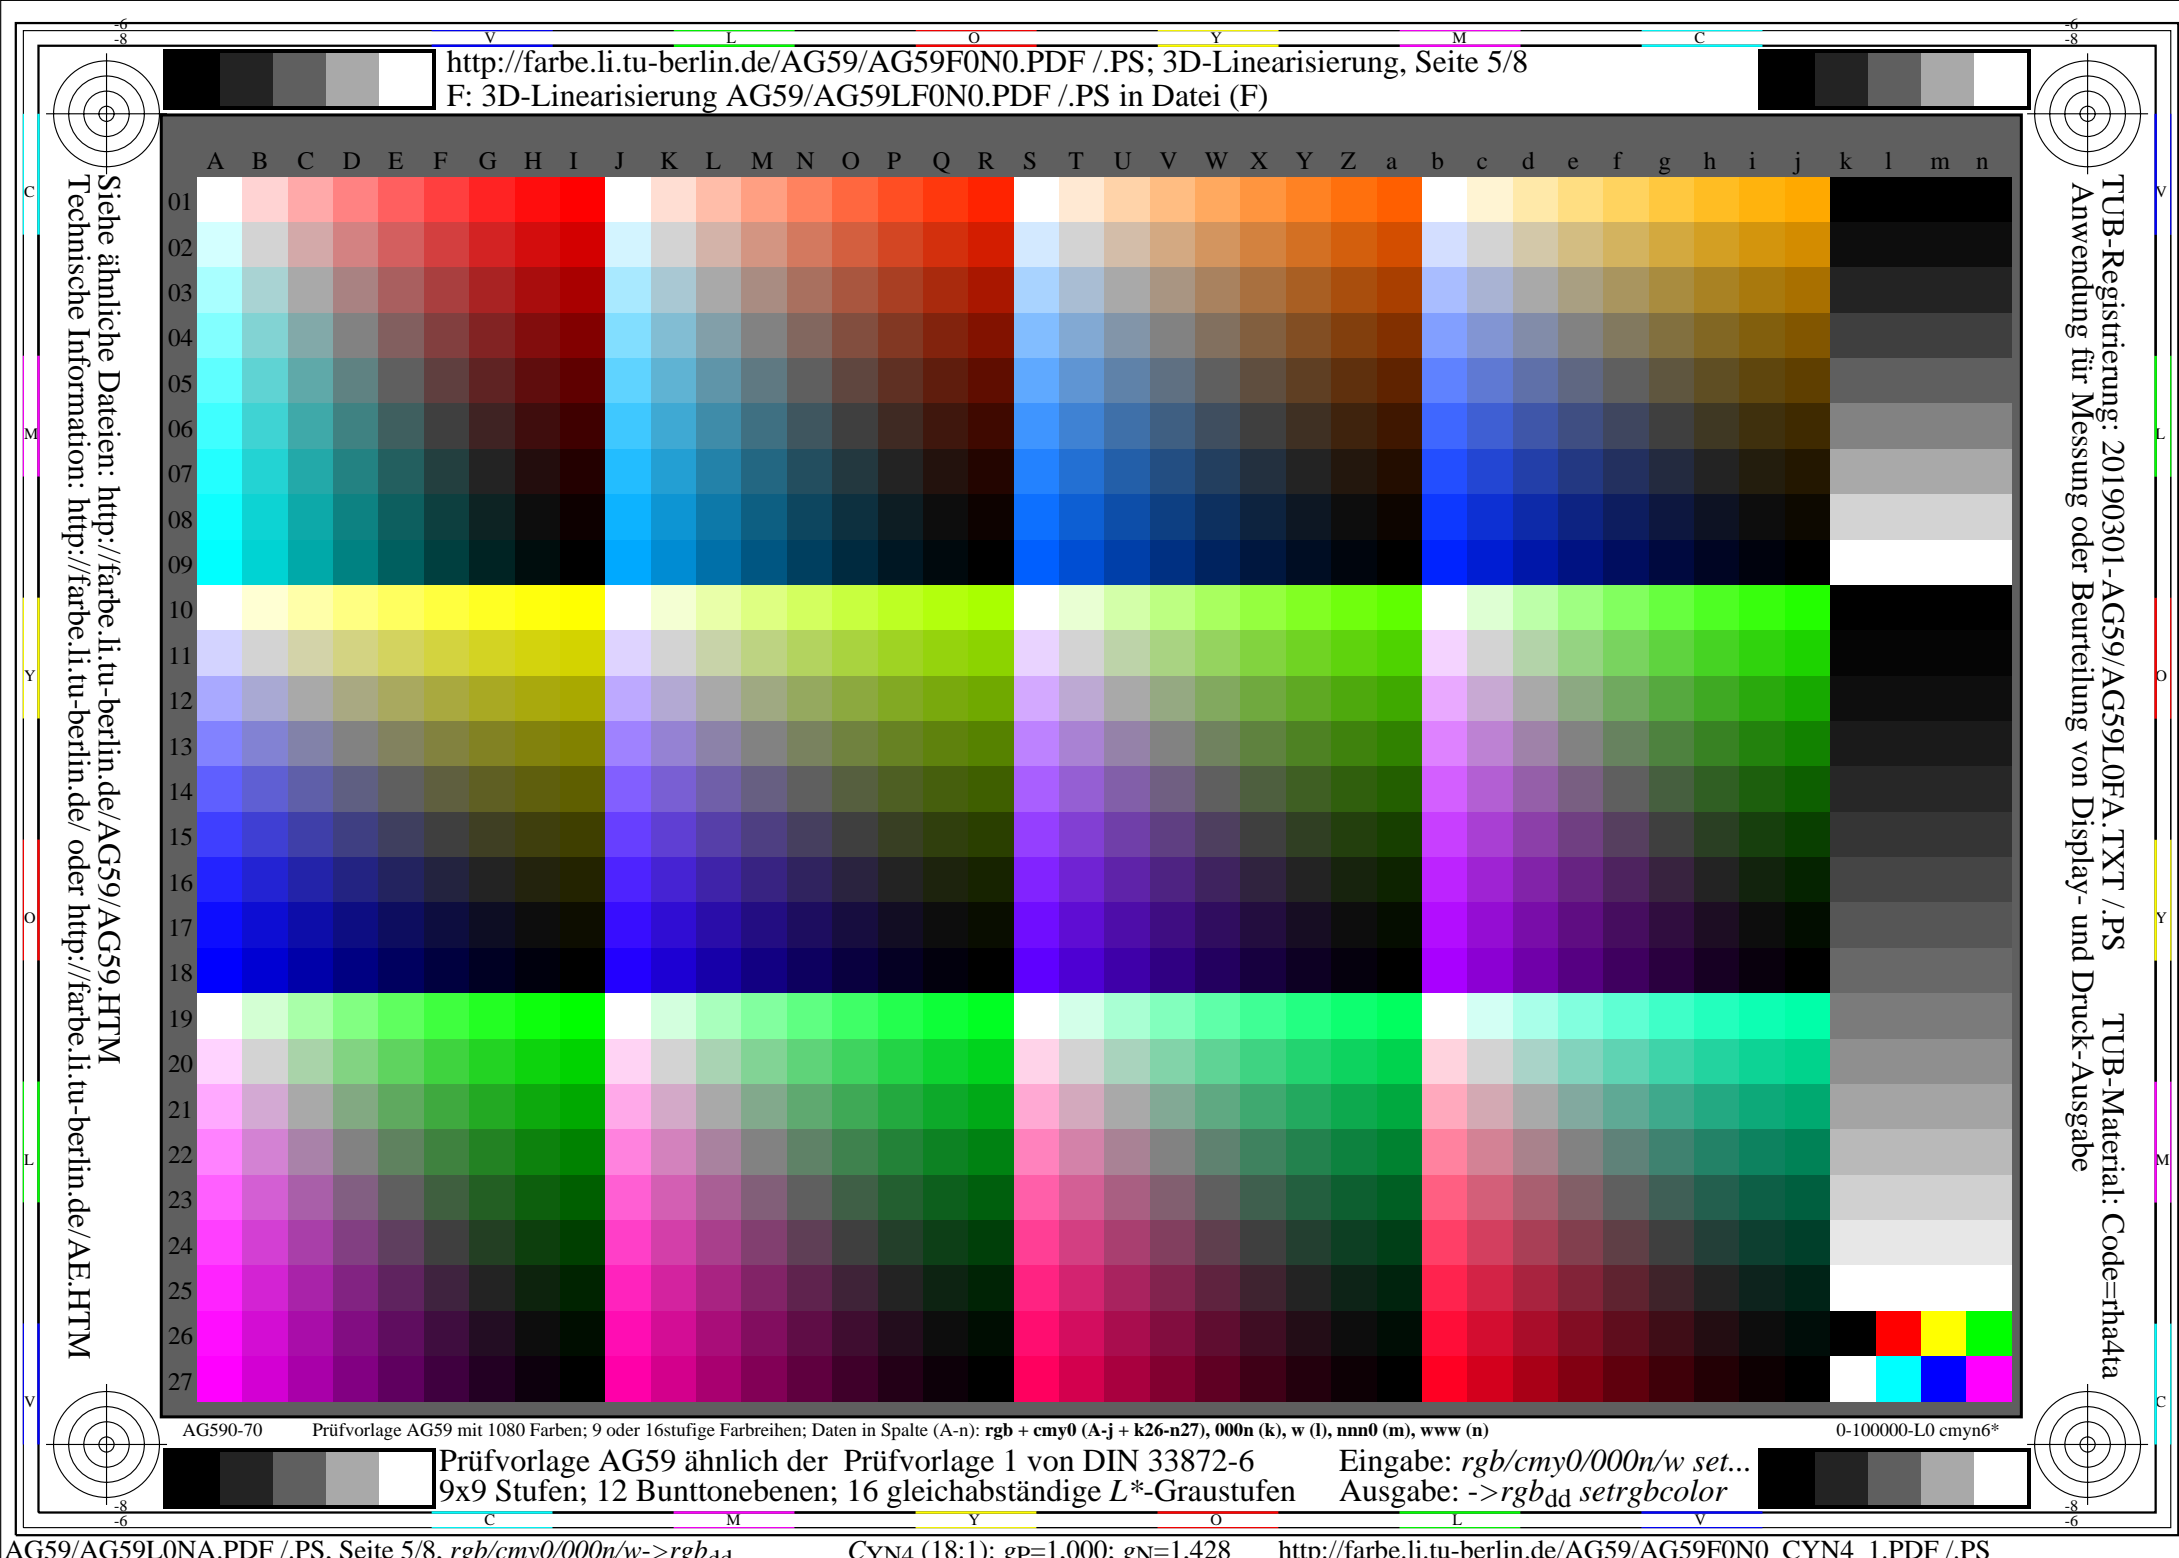 -6
-8
V L O Y M C
-6
-8
http://farbe.li.tu-berlin.de/AG59/AG59F0N0.PDF /.PS; 3D-Linearisierung, Seite 5/8
F: 3D-Linearisierung AG59/AG59LF0N0.PDF /.PS in Datei (F)
A B C D E F G H I J K L M N O P Q R S T U V W X Y Z a b c d e f g h i j k l m n
01
02
03
04
05
06
07
08
09
10
11
12
13
14
15
16
17
18
19
20
21
22
23
24
25
26
27
C
M
Y
O
L
V
Siehe ähnliche Dateien: http://farbe.li.tu-berlin.de/AG59/AG59.HTM
Technische Information: http://farbe.li.tu-berlin.de/ oder http://farbe.li.tu-berlin.de/AE.HTM
TUB-Registrierung: 20190301-AG59/AG59L0FA.TXT /.PS TUB-Material: Code=rha4ta
Anwendung für Messung oder Beurteilung von Display- und Druck-Ausgabe
V
L
O
Y
M
C
AG590-70 Prüfvorlage AG59 mit 1080 Farben; 9 oder 16stufige Farbreihen; Daten in Spalte (A-n): rgb + cmy0 (A-j + k26-n27), 000n (k), w (l), nnn0 (m), www (n) 0-100000-L0 cmyn6*
Prüfvorlage AG59 ähnlich der Prüfvorlage 1 von DIN 33872-6 Eingabe: rgb/cmy0/000n/w set...
9x9 Stufen; 12 Bunttonebenen; 16 gleichabständige L*-Graustufen Ausgabe: ->rgbdd setrgbcolor
-8
-6
C M Y O L V
-8
-6
AG59/AG59L0NA.PDF /.PS, Seite 5/8, rgb/cmy0/000n/w->rgbdd CYN4 (18:1): gP=1,000; gN=1,428 http://farbe.li.tu-berlin.de/AG59/AG59F0N0_CYN4_1.PDF /.PS